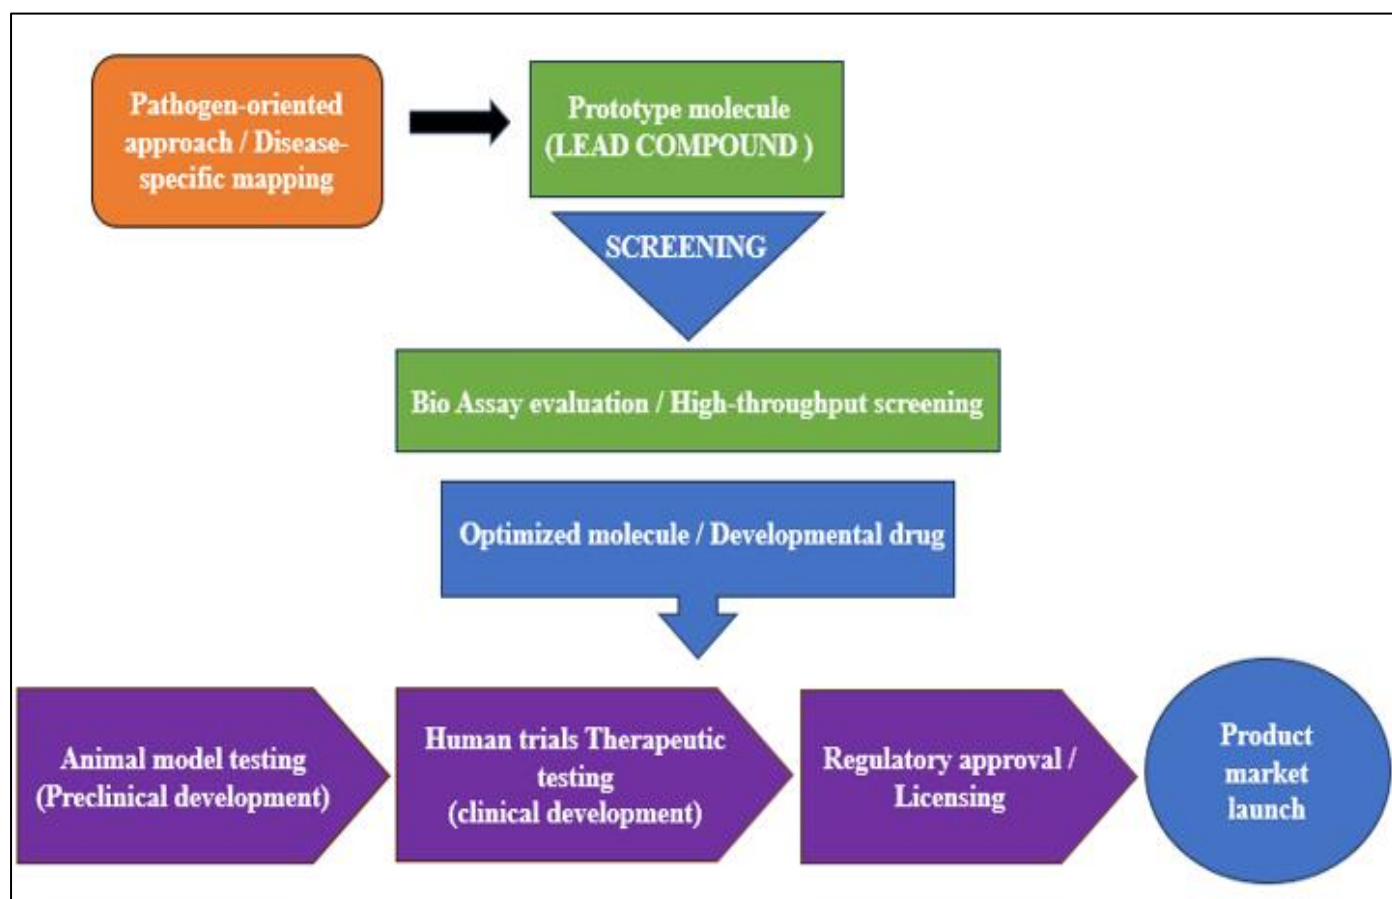 Pathogen-oriented
approach / Disease-
specific mapping
Prototype molecule
(LEAD COMPOUND )
SCREENING
Bio Assay evaluation / High-throughput screening
Optimized molecule / Developmental drug
Animal model testing
(Preclinical development)
Human trials Therapeutic
testing
(clinical development)
Regulatory approval /
Licensing
Product
market
launch